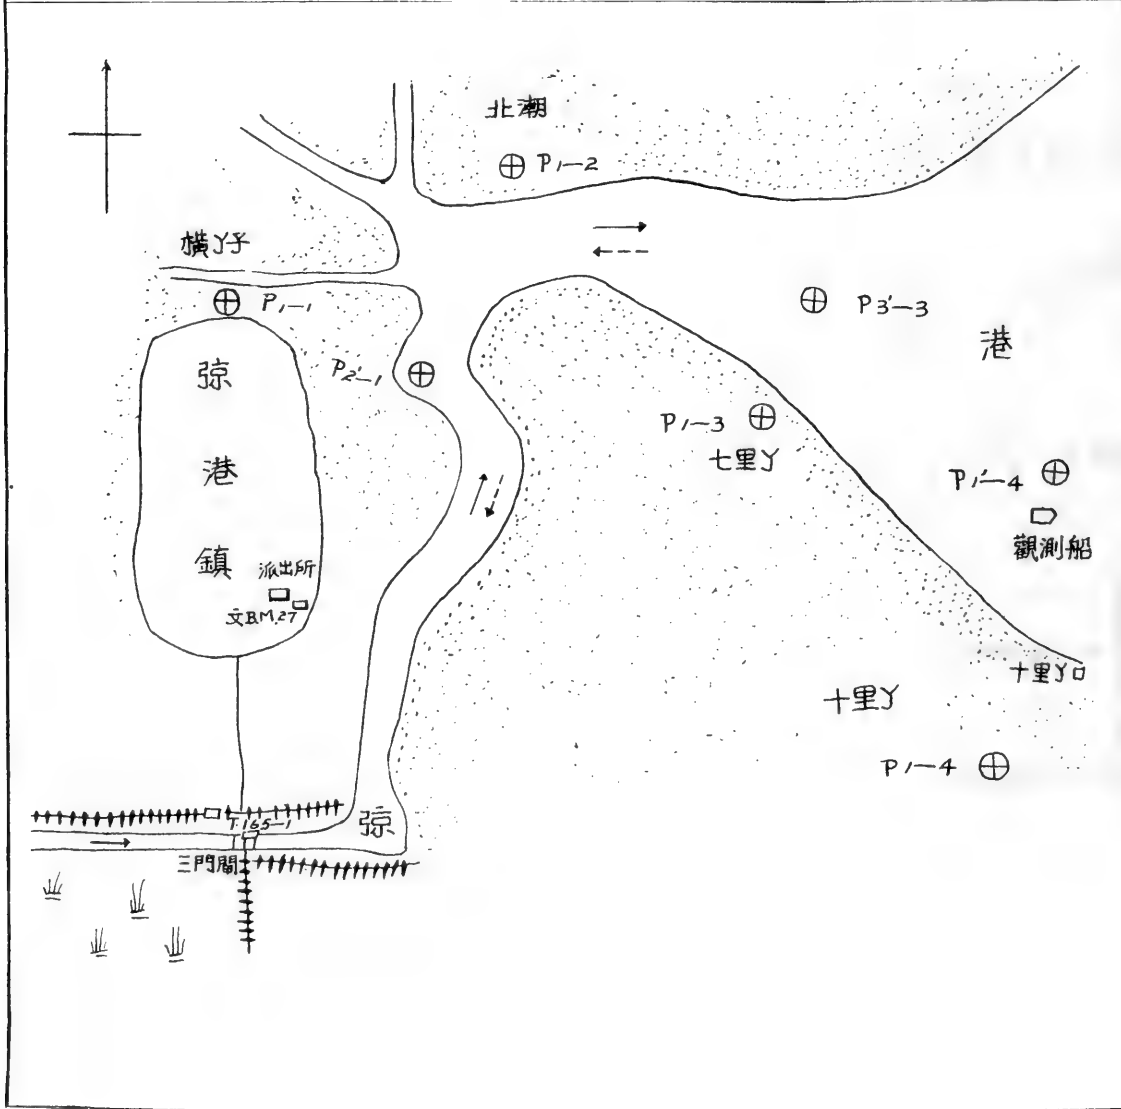 北潮
P1—2
橫丫子
P1—1
P3'—3
港
弶港鎮
P2'—1
P1—3
七里丫
P1'—4
觀測船
派出所
文B.M.27
十里丫口
十里丫
P1—4
T.165-1
弶
三門閘